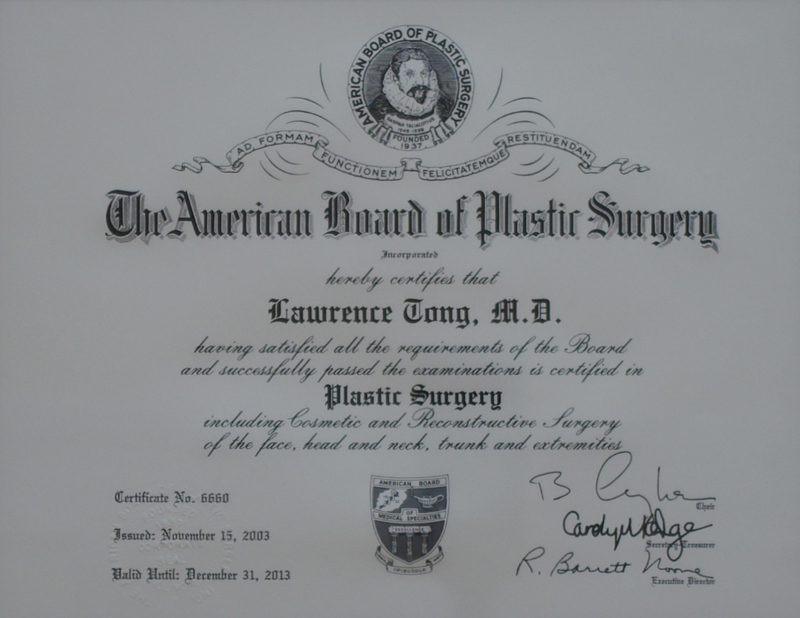 AMERICAN BOARD OF PLASTIC SURGERY
FOUNDED
1937
AD FORMAM FUNCTIONEM FELICITATEMQUE RESTITUENDAM
The American Board of Plastic Surgery
Incorporated
hereby certifies that
Lawrence Tong, M.D.
having satisfied all the requirements of the Board
and successfully passed the examinations is certified in
Plastic Surgery
including Cosmetic and Reconstructive Surgery
of the face, head and neck, trunk and extremities
Certificate No. 6660
Issued: November 15, 2003
Valid Until: December 31, 2013
AMERICAN BOARD
OF
MEDICAL SPECIALTIES
Chair
Secretary-Treasurer
R. Barrett Noone
Executive Director